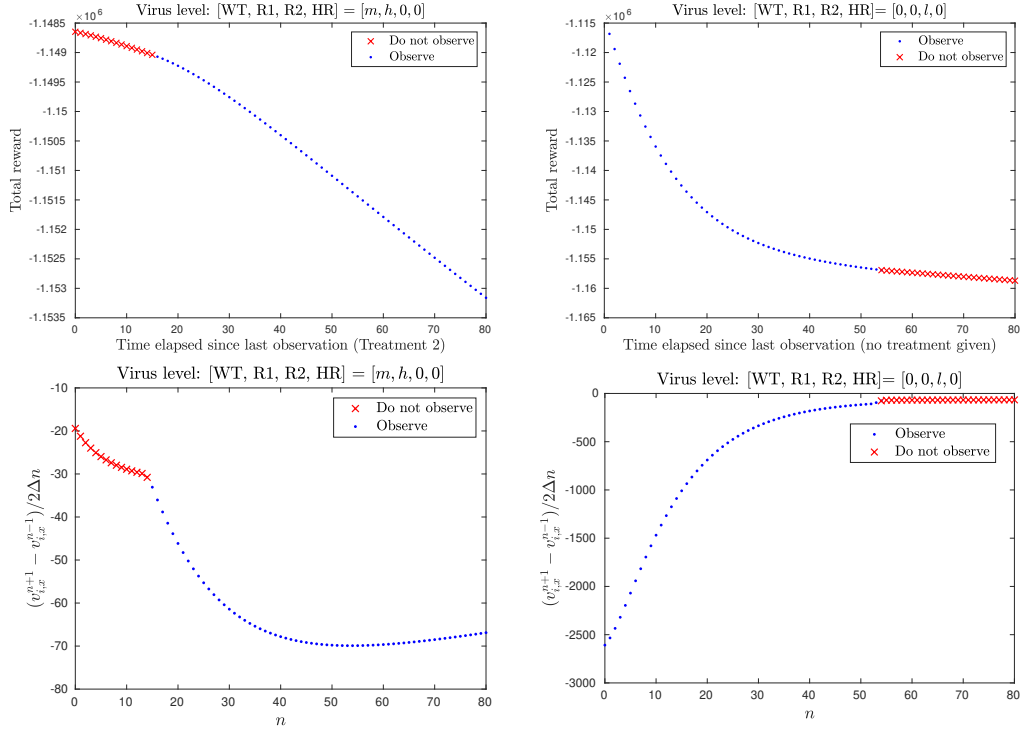 Virus level: [WT, R1, R2, HR] = [m, h, 0, 0]
×10⁶
-1.1485
-1.149
-1.1495
-1.15
-1.1505
-1.151
-1.1515
-1.152
-1.1525
-1.153
-1.1535
Total reward
Do not observe
Observe
0 10 20 30 40 50 60 70 80
Time elapsed since last observation (Treatment 2)
Virus level: [WT, R1, R2, HR]= [0, 0, l, 0]
×10⁶
-1.115
-1.12
-1.125
-1.13
-1.135
-1.14
-1.145
-1.15
-1.155
-1.16
-1.165
Total reward
Observe
Do not observe
0 10 20 30 40 50 60 70 80
Time elapsed since last observation (no treatment given)
Virus level: [WT, R1, R2, HR] = [m, h, 0, 0]
-10
-20
-30
-40
-50
-60
-70
-80
(v_{i,x}^{n+1} − v_{i,x}^{n−1})/2Δn
Do not observe
Observe
0 10 20 30 40 50 60 70 80
n
Virus level: [WT, R1, R2, HR]= [0, 0, l, 0]
0
-500
-1000
-1500
-2000
-2500
-3000
(v_{i,x}^{n+1} − v_{i,x}^{n−1})/2Δn
Observe
Do not observe
0 10 20 30 40 50 60 70 80
n